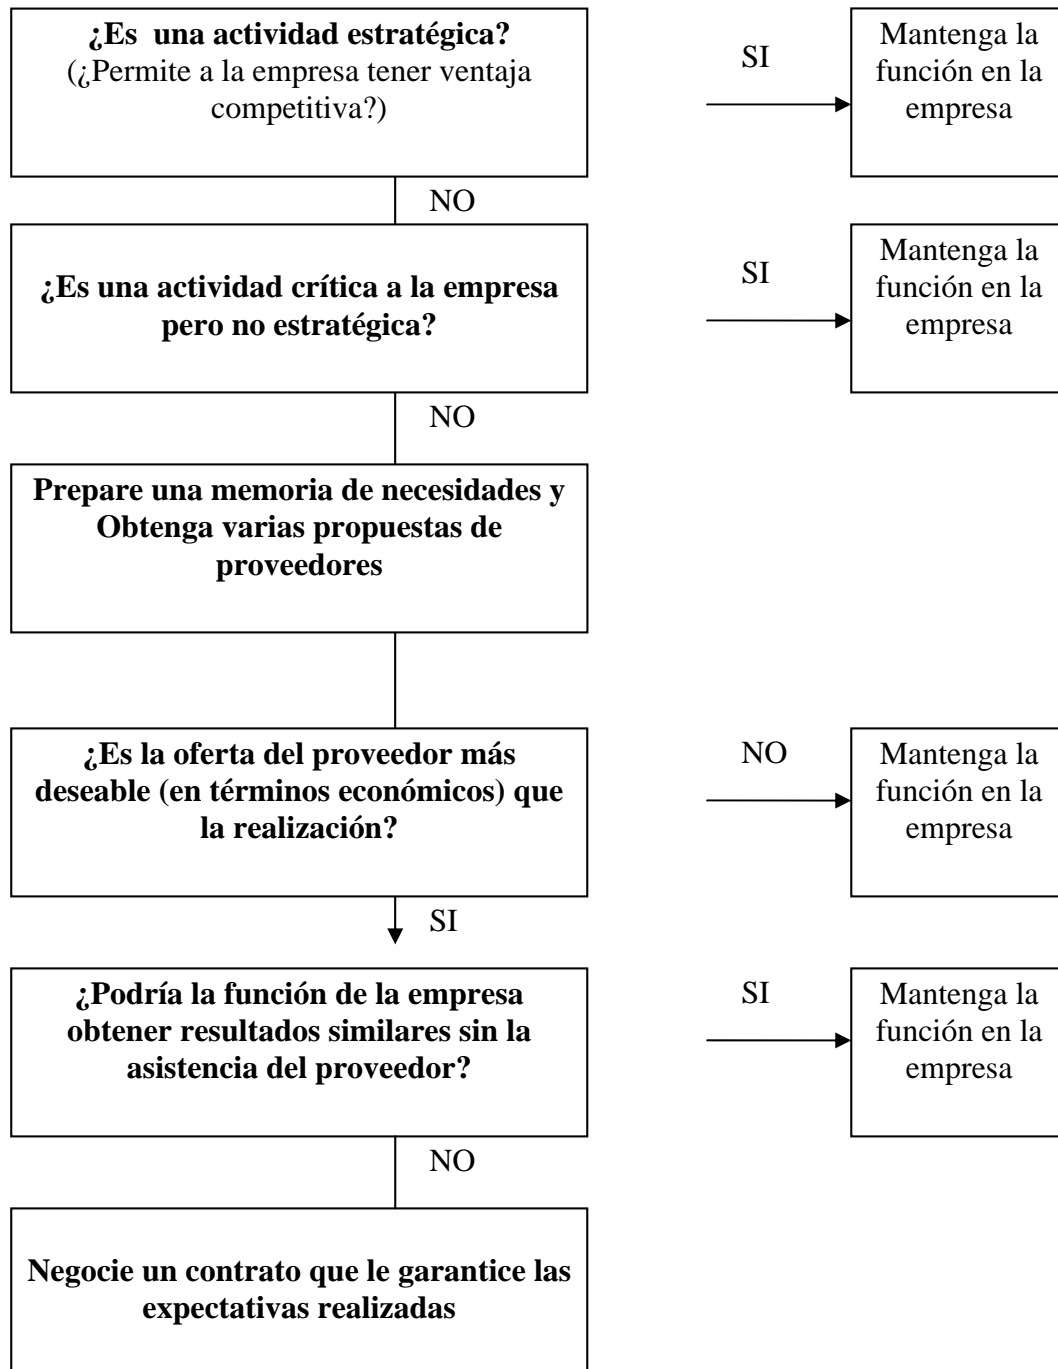 ¿Es  una actividad estratégica?
(¿Permite a la empresa tener ventaja
competitiva?)
SI
Mantenga la
función en la
empresa
NO
¿Es una actividad crítica a la empresa
pero no estratégica?
SI
Mantenga la
función en la
empresa
NO
Prepare una memoria de necesidades y
Obtenga varias propuestas de
proveedores
¿Es la oferta del proveedor más
deseable (en términos económicos) que
la realización?
NO
Mantenga la
función en la
empresa
SI
¿Podría la función de la empresa
obtener resultados similares sin la
asistencia del proveedor?
SI
Mantenga la
función en la
empresa
NO
Negocie un contrato que le garantice las
expectativas realizadas